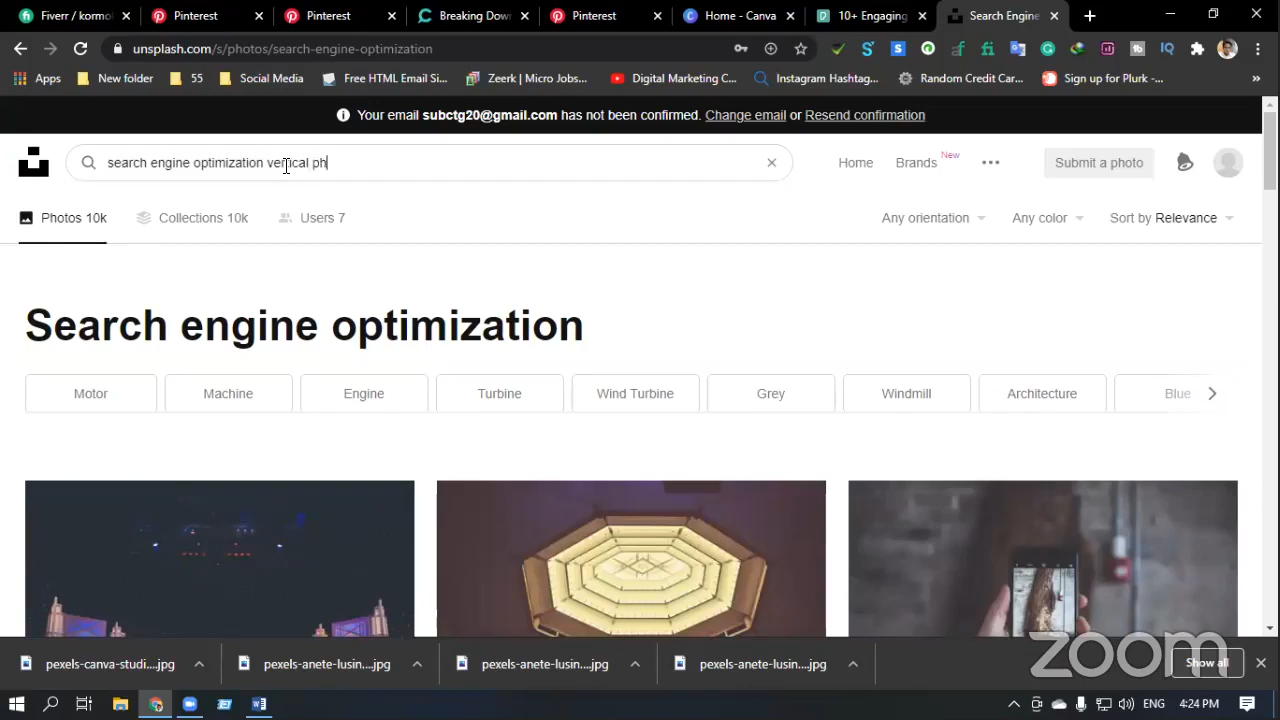 Fiverr / kormo
Pinterest
Pinterest
Breaking Dow
Pinterest
Home - Canva
10+ Engaging
Search Engine
unsplash.com/s/photos/search-engine-optimization
Apps
New folder
55
Social Media
Free HTML Email Si...
Zeerk | Micro Jobs...
Digital Marketing C...
Instagram Hashtag...
Random Credit Car...
Sign up for Plurk -...
»
Your email subctg20@gmail.com has not been confirmed. Change email or Resend confirmation
search engine optimization vertical ph
Home
Brands
New
Submit a photo
Photos 10k
Collections 10k
Users 7
Any orientation
Any color
Sort by Relevance
Search engine optimization
Motor
Machine
Engine
Turbine
Wind Turbine
Grey
Windmill
Architecture
Blue
pexels-canva-studi....jpg
pexels-anete-lusin....jpg
pexels-anete-lusin....jpg
pexels-anete-lusin....jpg
Show all
zoom
ENG
4:24 PM